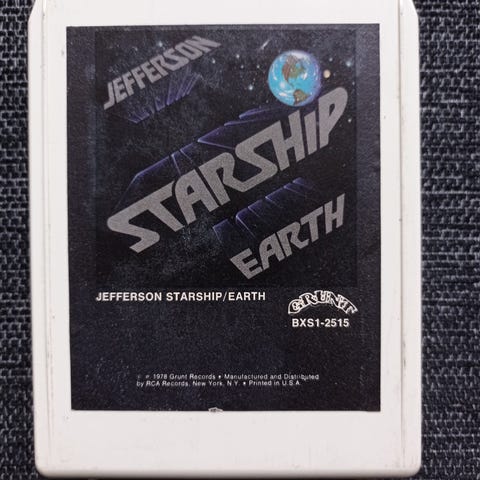 JEFFERSON
STARSHIP
EARTH
JEFFERSON STARSHIP/EARTH
GRUNT
BXS1-2515
© ℗ 1978 Grunt Records • Manufactured and Distributed
by RCA Records, New York, N.Y. • Printed in U.S.A.